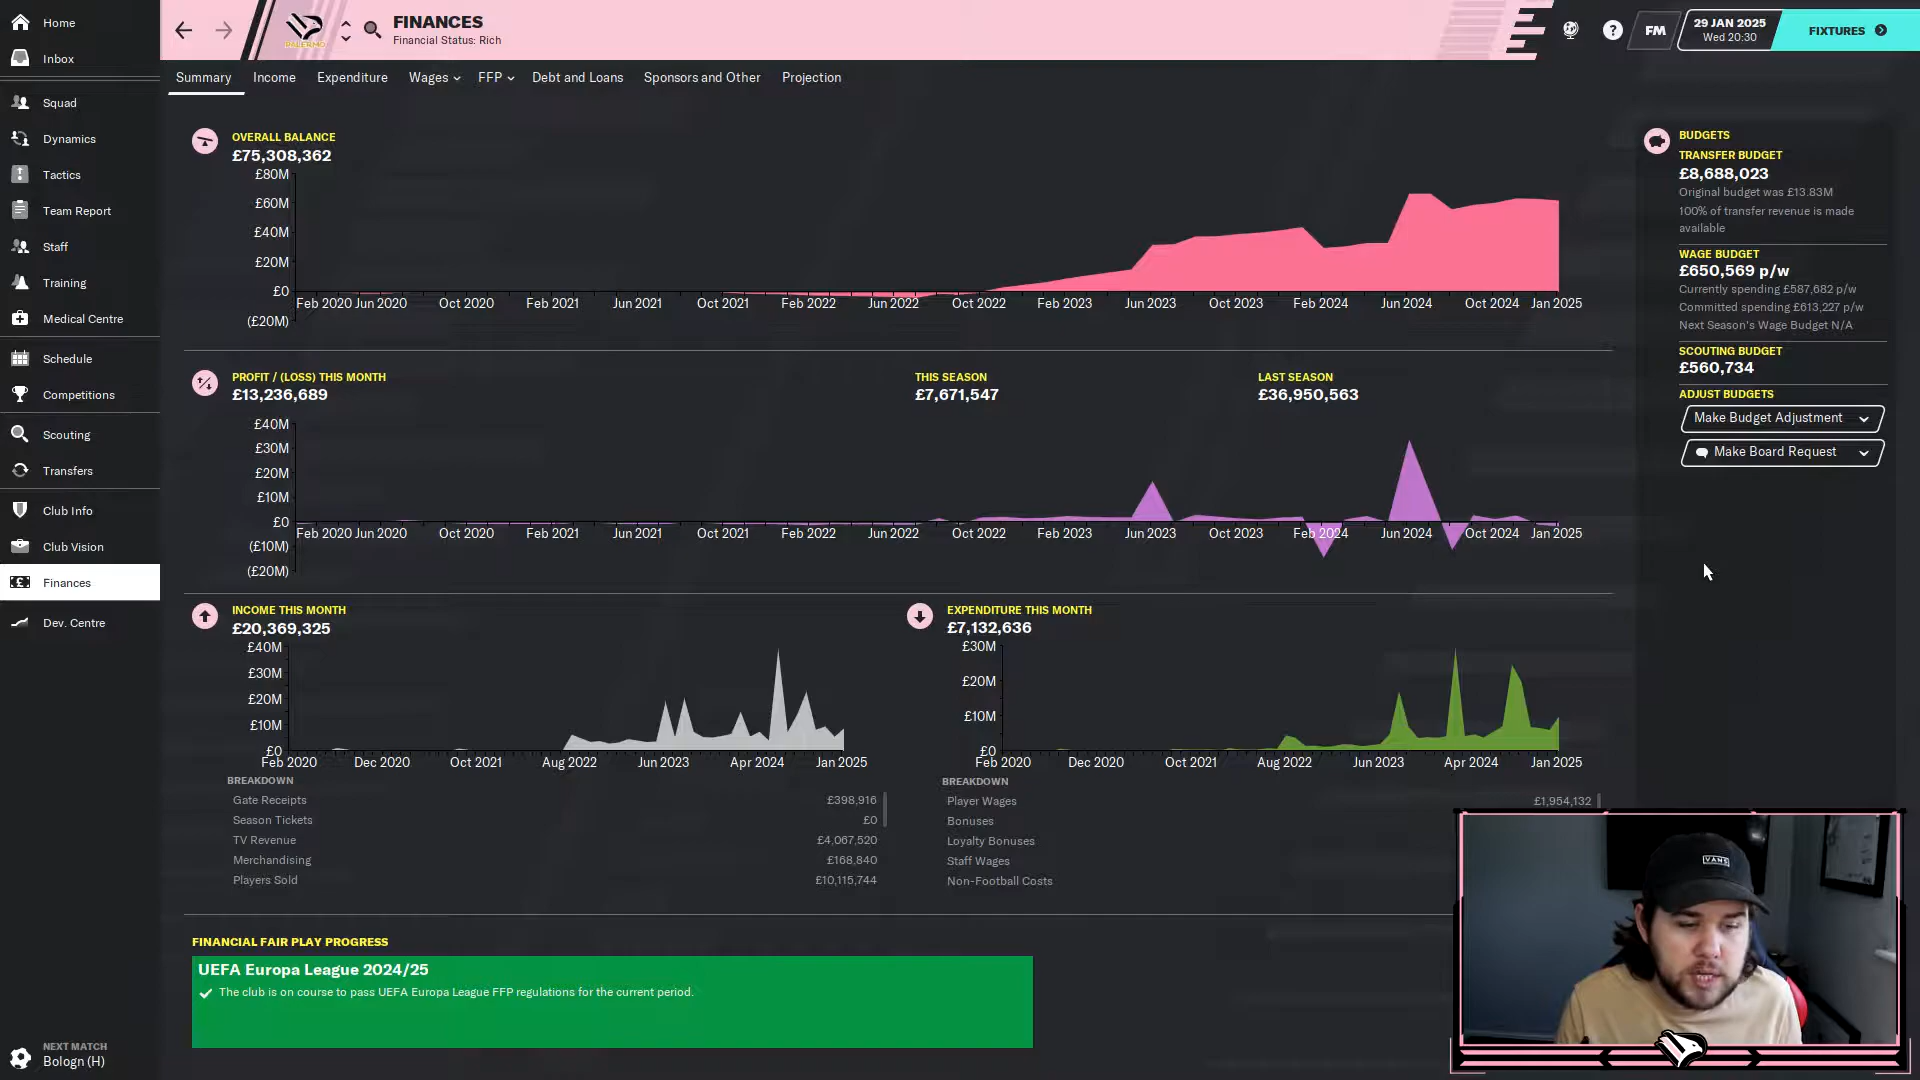 Home
Inbox
Squad
Dynamics
Tactics
Team Report
Staff
Training
Medical Centre
Schedule
Competitions
Scouting
Transfers
Club Info
Club Vision
Finances
Dev. Centre
NEXT MATCH
Bologn (H)
PALERMO
FINANCES
Financial Status: Rich
?
FM
29 JAN 2025
Wed 20:30
FIXTURES
Summary
Income
Expenditure
Wages
FFP
Debt and Loans
Sponsors and Other
Projection
OVERALL BALANCE
£75,308,362
£80M
£60M
£40M
£20M
£0
(£20M)
Feb 2020 Jun 2020 Oct 2020 Feb 2021 Jun 2021 Oct 2021 Feb 2022 Jun 2022 Oct 2022 Feb 2023 Jun 2023 Oct 2023 Feb 2024 Jun 2024 Oct 2024 Jan 2025
PROFIT / (LOSS) THIS MONTH
£13,236,689
THIS SEASON
£7,671,547
LAST SEASON
£36,950,563
£40M
£30M
£20M
£10M
£0
(£10M)
(£20M)
Feb 2020 Jun 2020 Oct 2020 Feb 2021 Jun 2021 Oct 2021 Feb 2022 Jun 2022 Oct 2022 Feb 2023 Jun 2023 Oct 2023 Feb 2024 Jun 2024 Oct 2024 Jan 2025
INCOME THIS MONTH
£20,369,325
£40M
£30M
£20M
£10M
£0
Feb 2020 Dec 2020 Oct 2021 Aug 2022 Jun 2023 Apr 2024 Jan 2025
BREAKDOWN
Gate Receipts £398,916
Season Tickets £0
TV Revenue £4,067,520
Merchandising £168,840
Players Sold £10,115,744
EXPENDITURE THIS MONTH
£7,132,636
£30M
£20M
£10M
£0
Feb 2020 Dec 2020 Oct 2021 Aug 2022 Jun 2023 Apr 2024 Jan 2025
BREAKDOWN
Player Wages £1,954,132
Bonuses
Loyalty Bonuses
Staff Wages
Non-Football Costs
FINANCIAL FAIR PLAY PROGRESS
UEFA Europa League 2024/25
The club is on course to pass UEFA Europa League FFP regulations for the current period.
BUDGETS
TRANSFER BUDGET
£8,688,023
Original budget was £13.83M
100% of transfer revenue is made
available
WAGE BUDGET
£650,569 p/w
Currently spending £587,682 p/w
Committed spending £613,227 p/w
Next Season's Wage Budget N/A
SCOUTING BUDGET
£560,734
ADJUST BUDGETS
Make Budget Adjustment
Make Board Request
VANS